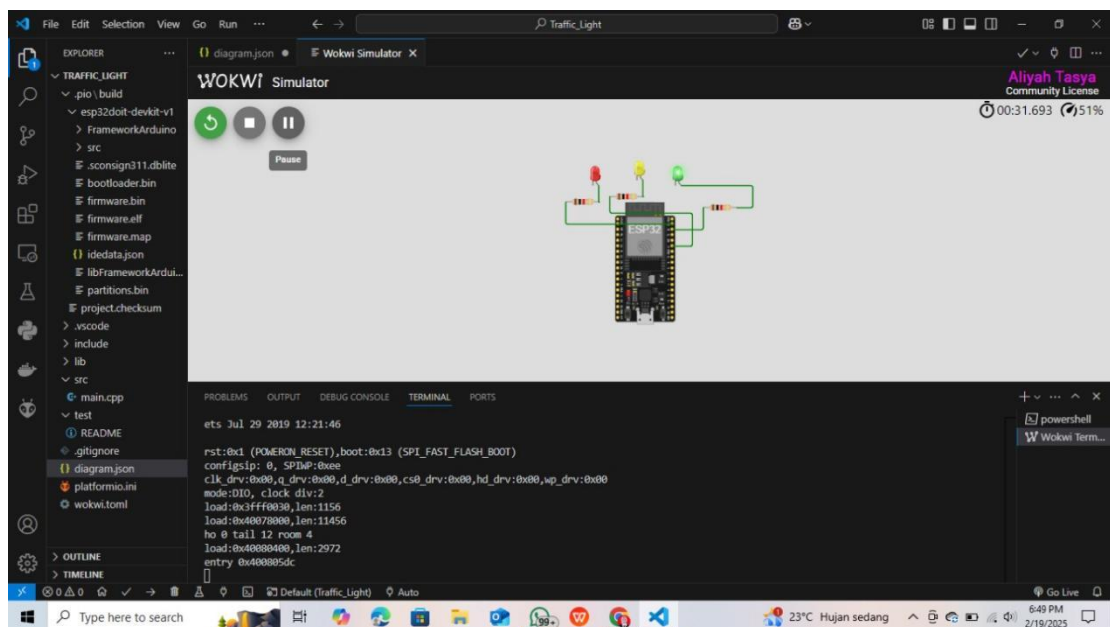 File Edit Selection View Go Run ... Traffic_Light
EXPLORER ...
TRAFFIC_LIGHT
.pio \ build
esp32doit-devkit-v1
FrameworkArduino
src
.sconsign311.dblite
bootloader.bin
firmware.bin
firmware.elf
firmware.map
{} idedata.json
libFrameworkArdui...
partitions.bin
project.checksum
.vscode
include
lib
src
main.cpp
test
README
.gitignore
{} diagram.json
platformio.ini
wokwi.toml
OUTLINE
TIMELINE
{} diagram.json Wokwi Simulator
WOKWI Simulator
Aliyah Tasya
Community License
00:31.693 51%
Pause
ESP32
PROBLEMS OUTPUT DEBUG CONSOLE TERMINAL PORTS
ets Jul 29 2019 12:21:46
rst:0x1 (POWERON_RESET),boot:0x13 (SPI_FAST_FLASH_BOOT)
configsip: 0, SPIWP:0xee
clk_drv:0x00,q_drv:0x00,d_drv:0x00,cs0_drv:0x00,hd_drv:0x00,wp_drv:0x00
mode:DIO, clock div:2
load:0x3fff0030,len:1156
load:0x40078000,len:11456
ho 0 tail 12 room 4
load:0x40080400,len:2972
entry 0x400805dc
powershell
Wokwi Term...
0 0 0 Default (Traffic_Light) Auto Go Live
Type here to search 99+ 23°C Hujan sedang 6:49 PM
2/19/2025